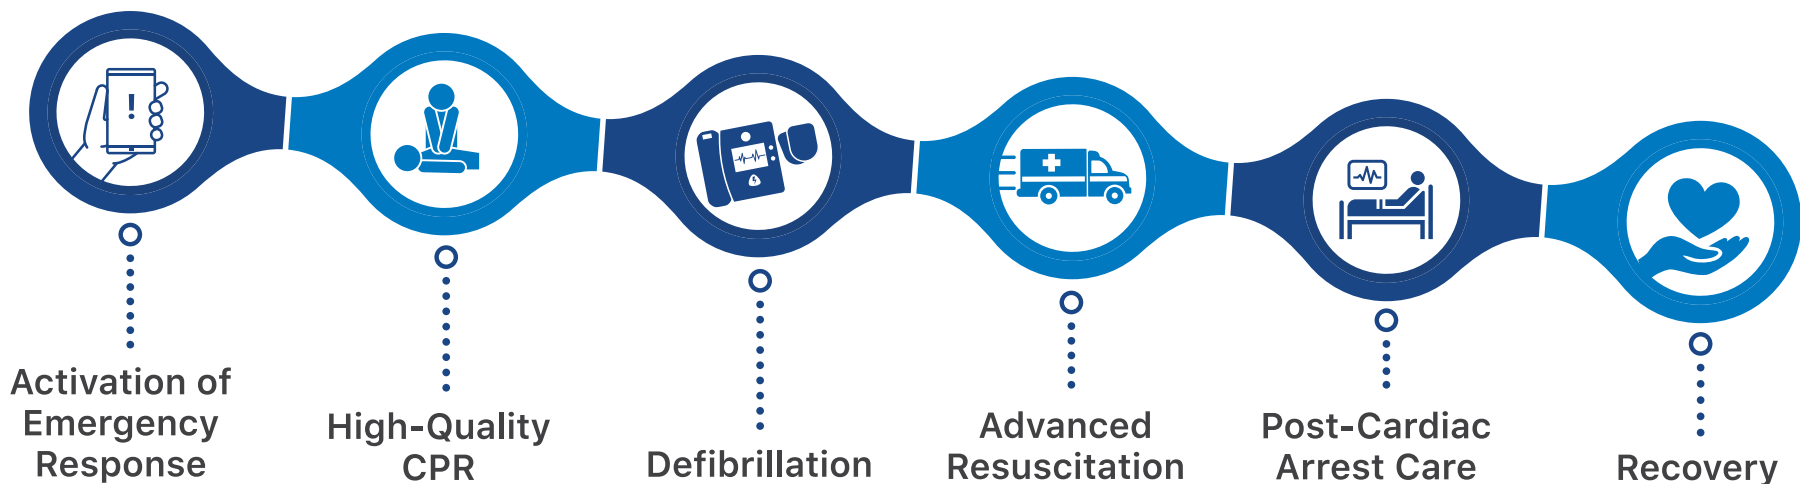 Activation of
Emergency
Response
High-Quality
CPR
Defibrillation
Advanced
Resuscitation
Post-Cardiac
Arrest Care
Recovery